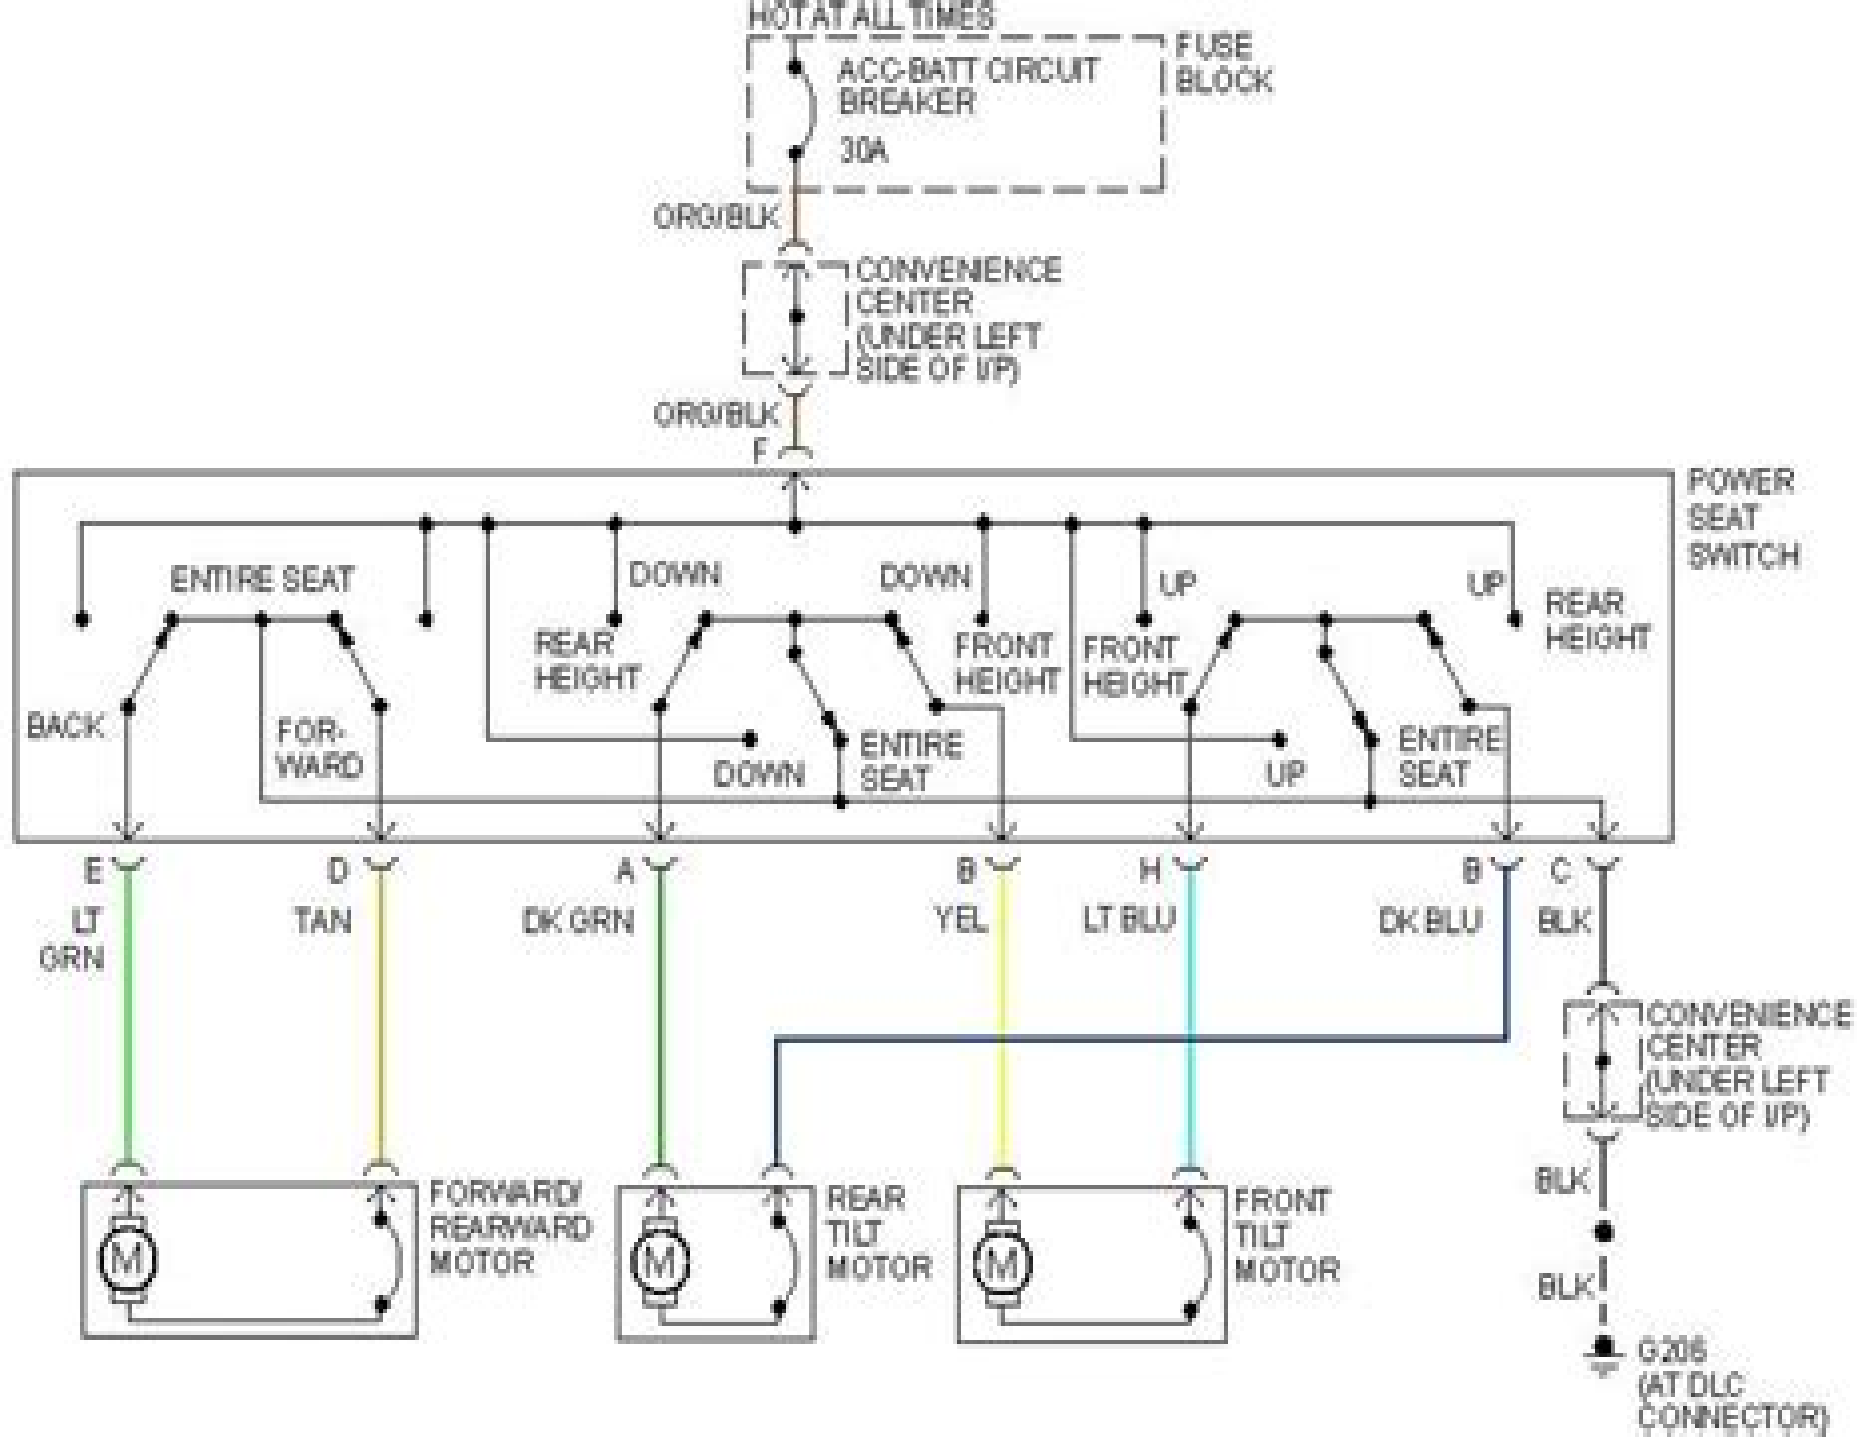 HOT AT ALL TIMES
FUSE
BLOCK
ACC-BATT CIRCUIT
BREAKER
30A
ORG/BLK
CONVENIENCE
CENTER
(UNDER LEFT
SIDE OF I/P)
ORG/BLK
F
POWER
SEAT
SWITCH
ENTIRE SEAT
DOWN
DOWN
UP
UP
REAR
HEIGHT
REAR
HEIGHT
FRONT
HEIGHT
FRONT
HEIGHT
BACK
FOR-
WARD
DOWN
ENTIRE
SEAT
UP
ENTIRE
SEAT
E
D
A
B
H
B
C
LT
GRN
TAN
DK GRN
YEL
LT BLU
DK BLU
BLK
CONVENIENCE
CENTER
(UNDER LEFT
SIDE OF I/P)
BLK
FORWARD/
REARWARD
MOTOR
M
REAR
TILT
MOTOR
M
FRONT
TILT
MOTOR
M
BLK
G206
(AT DLC
CONNECTOR)